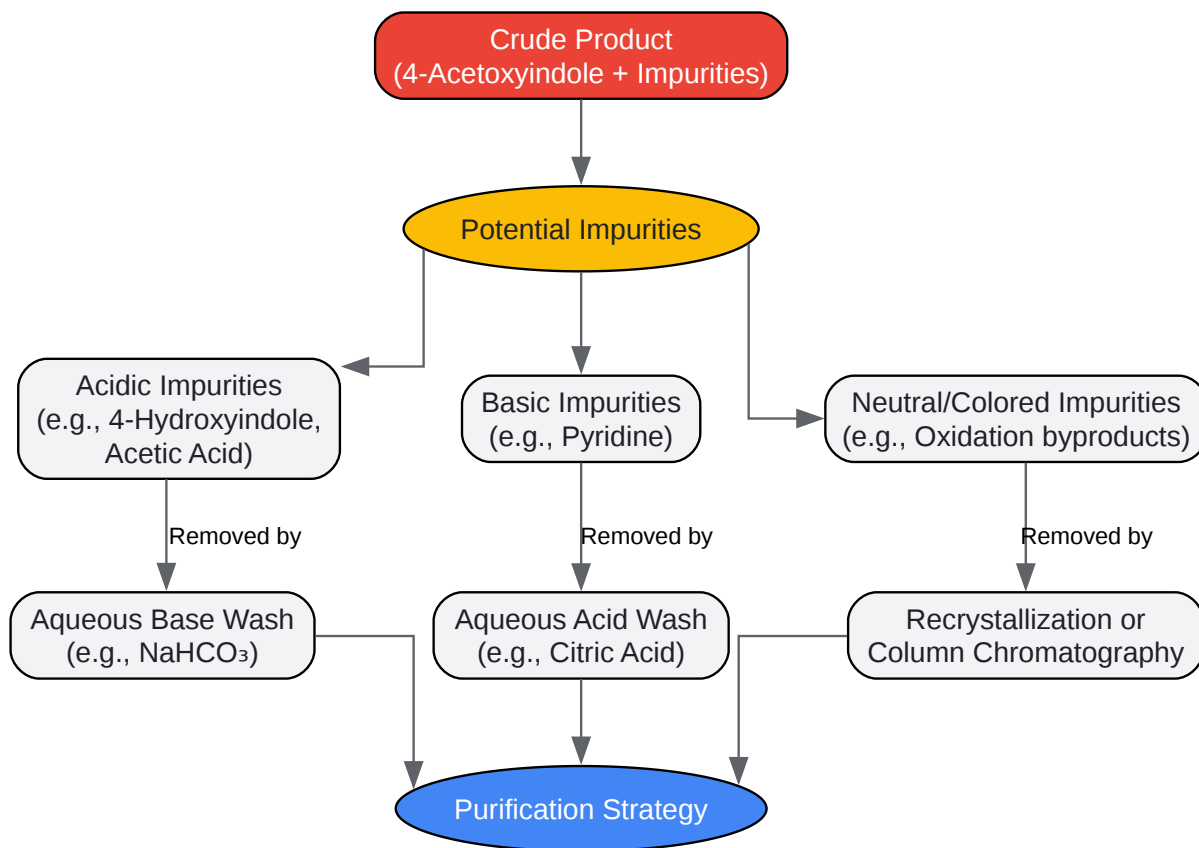 Crude Product
(4-Acetoxyindole + Impurities)
Potential Impurities
Acidic Impurities
(e.g., 4-Hydroxyindole,
Acetic Acid)
Basic Impurities
(e.g., Pyridine)
Neutral/Colored Impurities
(e.g., Oxidation byproducts)
Removed by
Removed by
Removed by
Aqueous Base Wash
(e.g., NaHCO₃)
Aqueous Acid Wash
(e.g., Citric Acid)
Recrystallization or
Column Chromatography
Purification Strategy